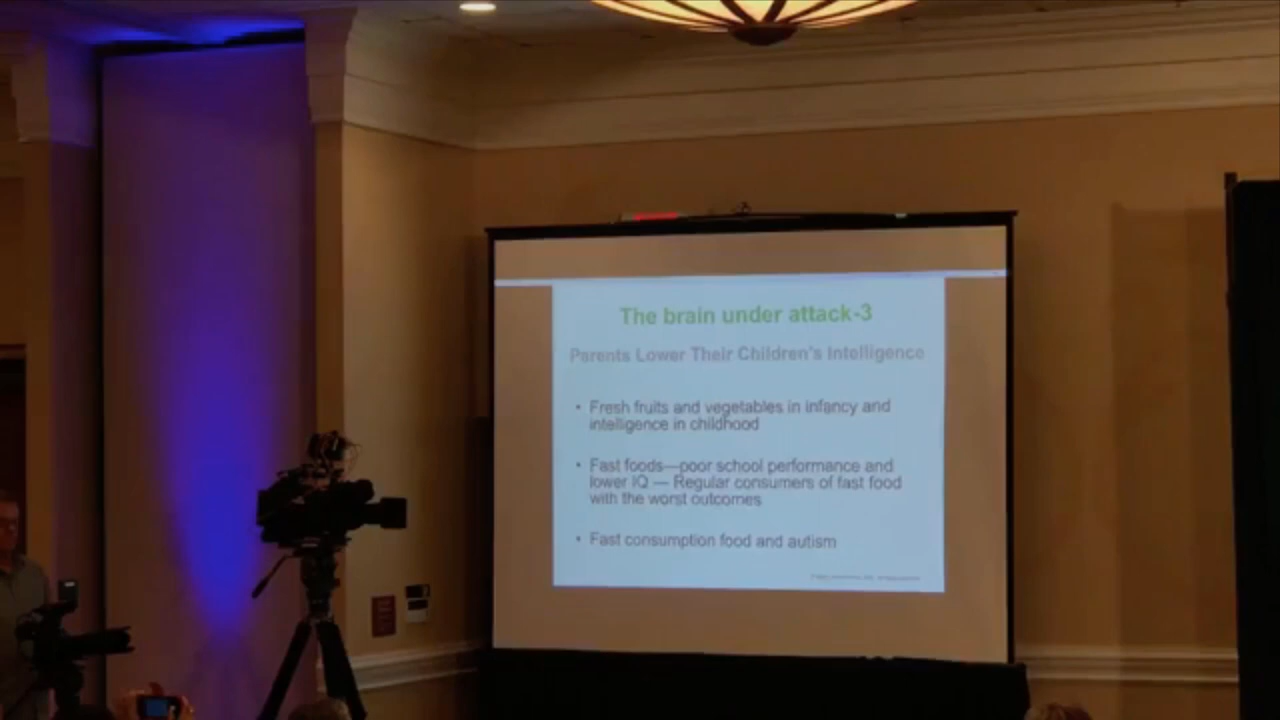 The brain under attack-3
Parents Lower Their Children's Intelligence
• Fresh fruits and vegetables in infancy and
intelligence in childhood
• Fast foods—poor school performance and
lower IQ — Regular consumers of fast food
with the worst outcomes
• Fast consumption food and autism